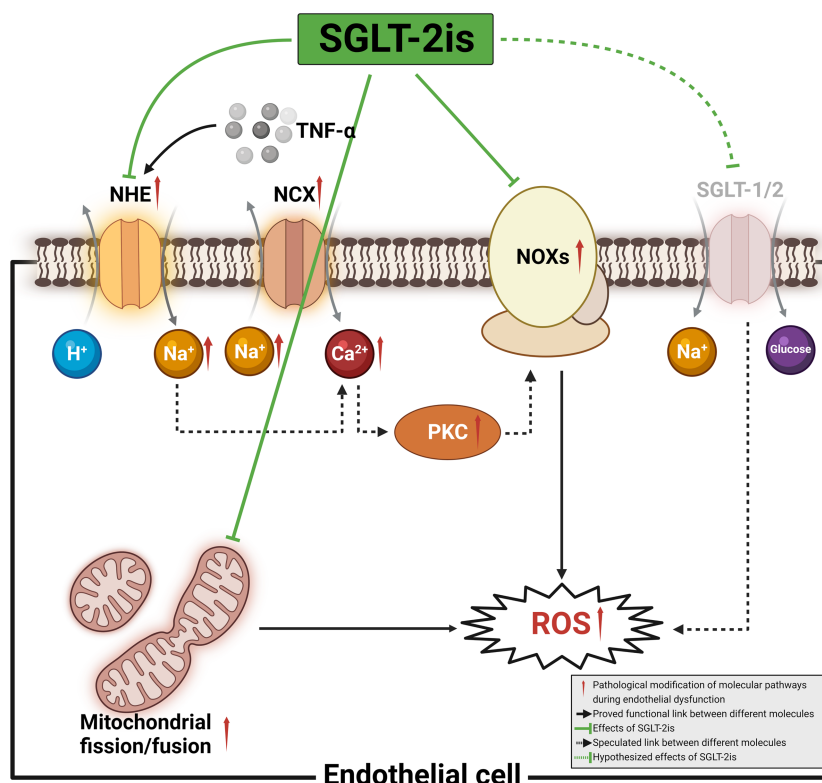 SGLT-2is
TNF-α
NHE
NCX
SGLT-1/2
NOXs
H+
Na+
Na+
Ca2+
Na+
Glucose
PKC
ROS
Mitochondrial
fission/fusion
Pathological modification of molecular pathways
during endothelial dysfunction
Proved functional link between different molecules
Effects of SGLT-2is
Speculated link between different molecules
Hypothesized effects of SGLT-2is
Endothelial cell